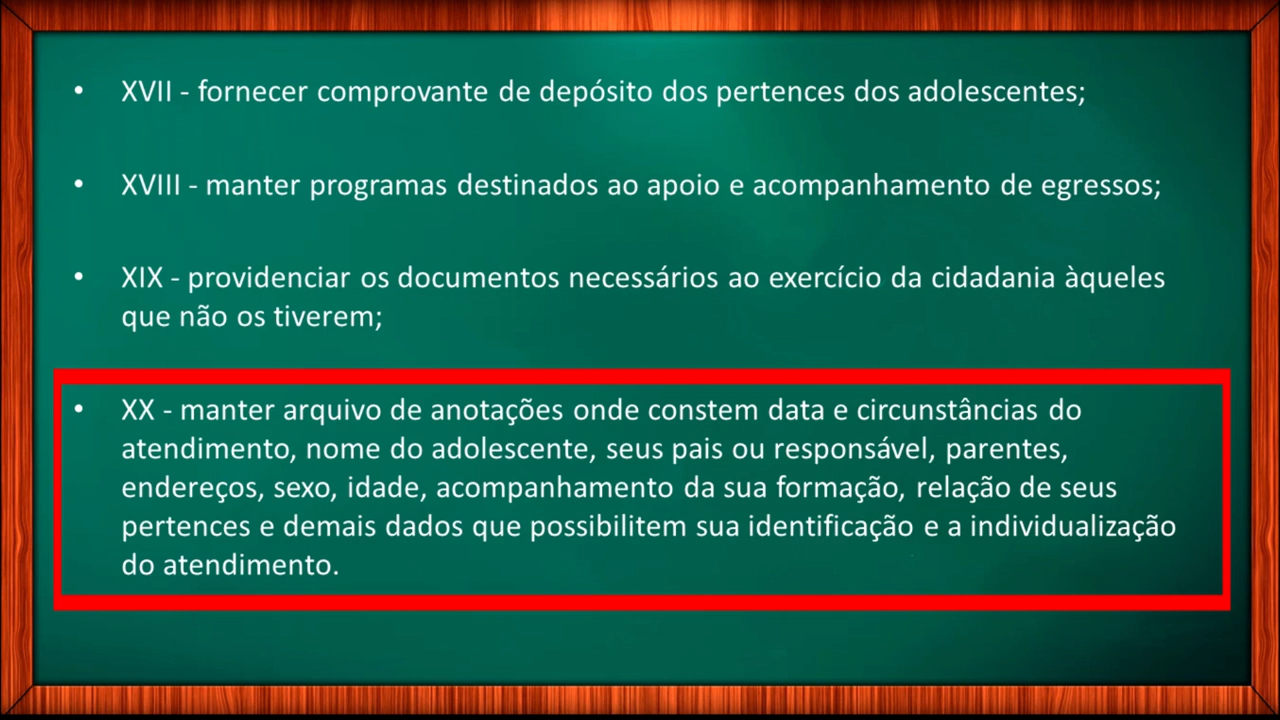 • XVII - fornecer comprovante de depósito dos pertences dos adolescentes;
• XVIII - manter programas destinados ao apoio e acompanhamento de egressos;
• XIX - providenciar os documentos necessários ao exercício da cidadania àqueles
que não os tiverem;
• XX - manter arquivo de anotações onde constem data e circunstâncias do
atendimento, nome do adolescente, seus pais ou responsável, parentes,
endereços, sexo, idade, acompanhamento da sua formação, relação de seus
pertences e demais dados que possibilitem sua identificação e a individualização
do atendimento.